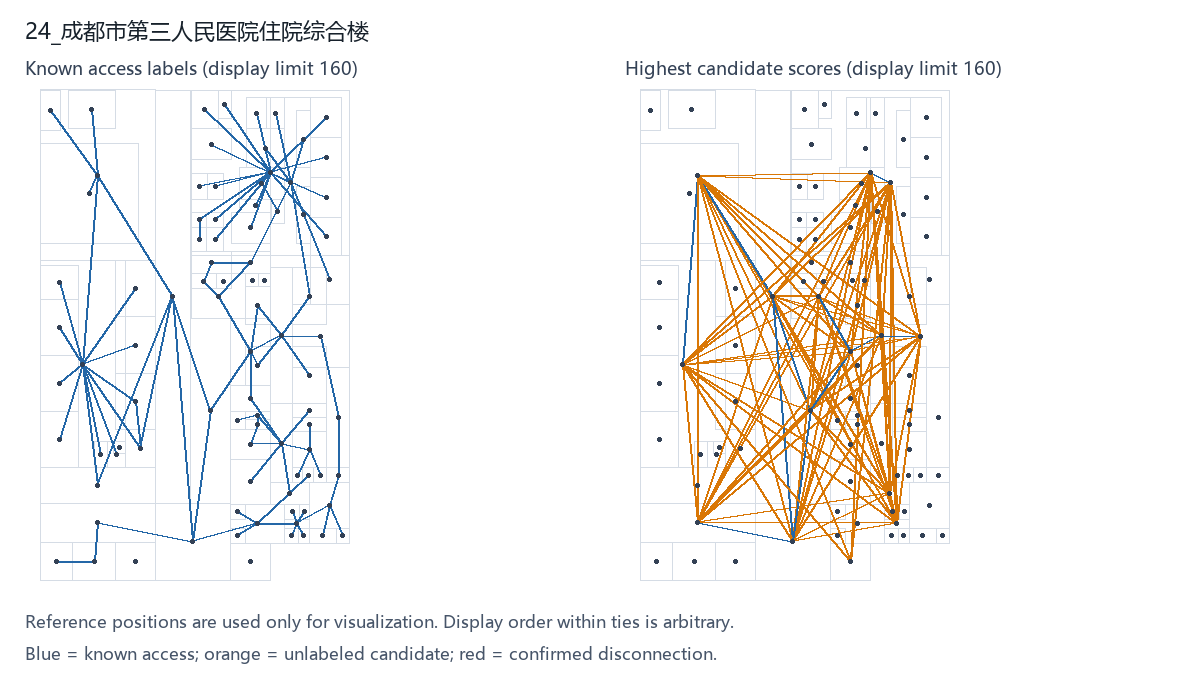 24_成都市第三人民医院住院综合楼
Known access labels (display limit 160)
Highest candidate scores (display limit 160)
Reference positions are used only for visualization. Display order within ties is arbitrary.
Blue = known access; orange = unlabeled candidate; red = confirmed disconnection.